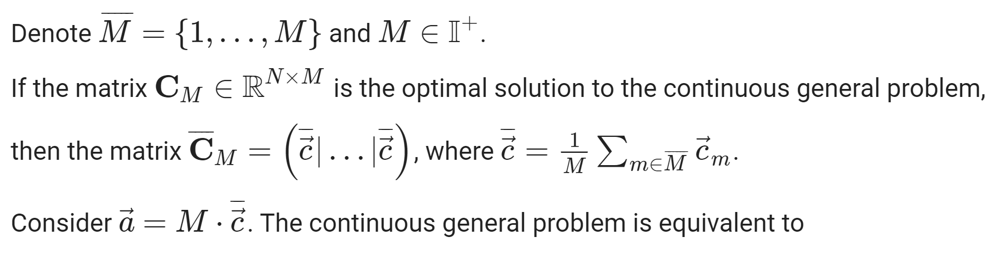 Denote $\overline{M} = \{1, \ldots, M\}$ and $M \in \mathbb{I}^+$.
If the matrix $\mathbf{C}_M \in \mathbb{R}^{N \times M}$ is the optimal solution to the continuous general problem,
then the matrix $\overline{\mathbf{C}}_M = \left(\overline{\vec{c}} | \ldots | \overline{\vec{c}}\right)$, where $\overline{\vec{c}} = \frac{1}{M} \sum_{m \in \overline{M}} \vec{c}_m$.
Consider $\vec{a} = M \cdot \overline{\vec{c}}$. The continuous general problem is equivalent to